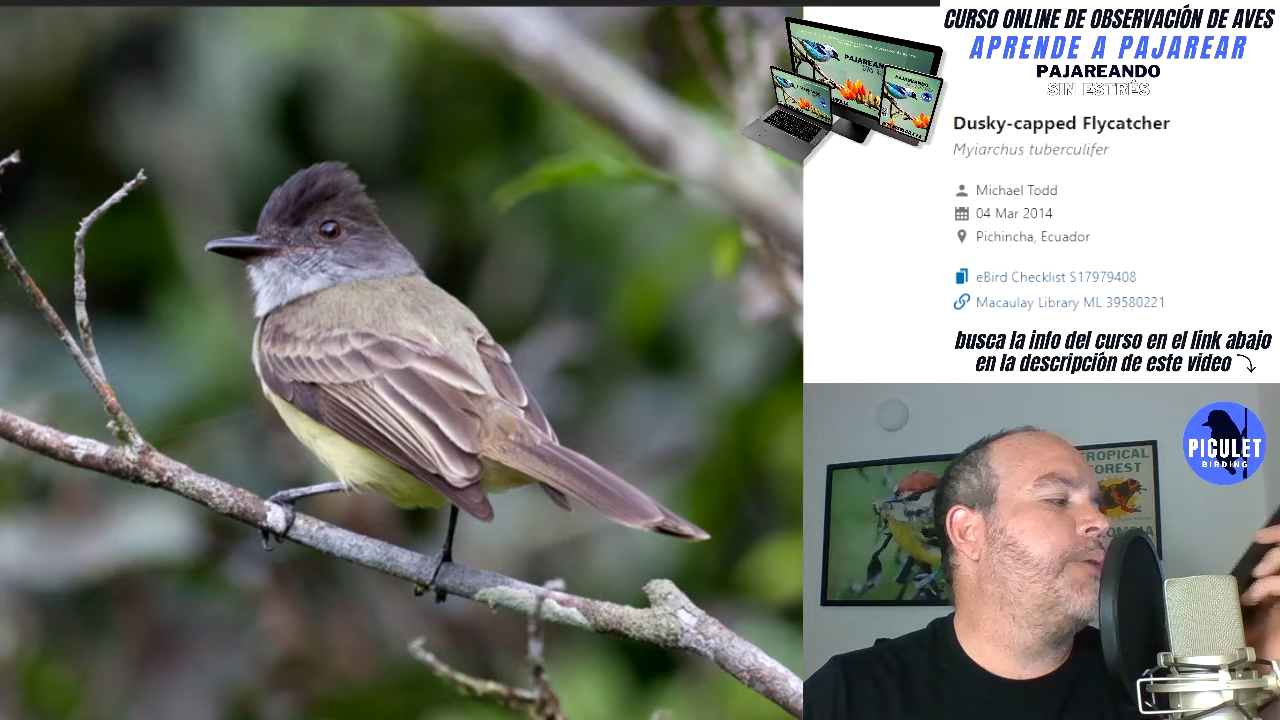 CURSO ONLINE DE OBSERVACIÓN DE AVES
APRENDE A PAJAREAR
PAJAREANDO
SIN ESTRÉS
Dusky-capped Flycatcher
Myiarchus tuberculifer
Michael Todd
04 Mar 2014
Pichincha, Ecuador
eBird Checklist S17979408
Macaulay Library ML 39580221
busca la info del curso en el link abajo
en la descripción de este video
PICULET
BIRDING
TROPICAL
FOREST